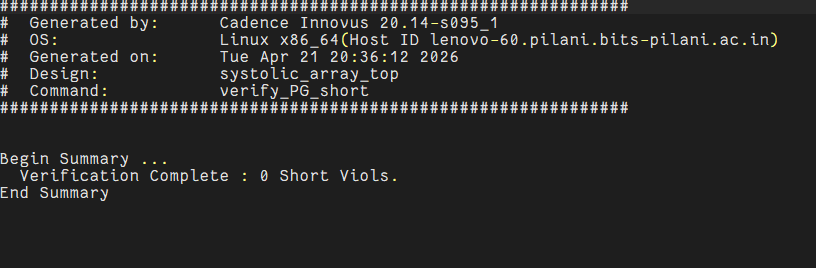 ###############################################################
#  Generated by:      Cadence Innovus 20.14-s095_1
#  OS:                Linux x86_64(Host ID lenovo-60.pilani.bits-pilani.ac.in)
#  Generated on:      Tue Apr 21 20:36:12 2026
#  Design:            systolic_array_top
#  Command:           verify_PG_short
###############################################################
Begin Summary ...
  Verification Complete : 0 Short Viols.
End Summary